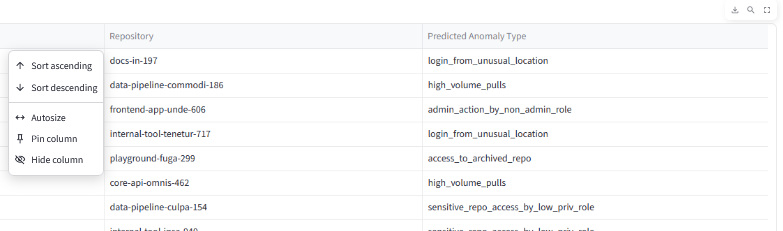 Repository Predicted Anomaly Type
Sort ascending
Sort descending
Autosize
Pin column
Hide column
docs-in-197 login_from_unusual_location
data-pipeline-commodi-186 high_volume_pulls
frontend-app-unde-606 admin_action_by_non_admin_role
internal-tool-tenetur-717 login_from_unusual_location
playground-fuga-299 access_to_archived_repo
core-api-omnis-462 high_volume_pulls
data-pipeline-culpa-154 sensitive_repo_access_by_low_priv_role